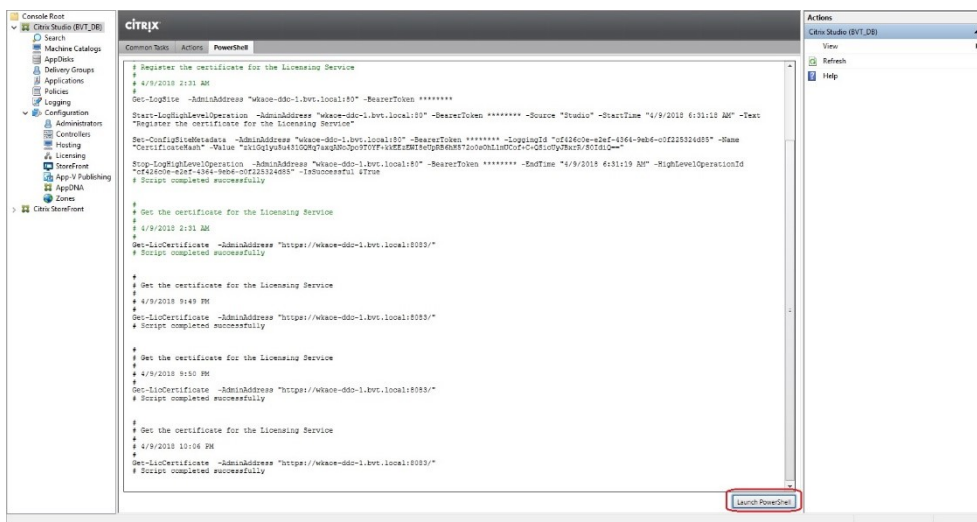 Console Root
Citrix Studio (BVT_DB)
Search
Machine Catalogs
AppDisks
Delivery Groups
Applications
Policies
Logging
Configuration
Administrators
Controllers
Hosting
Licensing
StoreFront
App-V Publishing
AppDNA
Zones
Citrix StoreFront
CITRIX
Common Tasks Actions PowerShell
# Register the certificate for the Licensing Service
#
# 4/9/2018 2:31 AM
#
Get-LogSite -AdminAddress "wkaoe-ddc-1.bvt.local:80" -BearerToken ********
Start-LogHighLevelOperation -AdminAddress "wkaoe-ddc-1.bvt.local:80" -BearerToken ******** -Source "Studio" -StartTime "4/9/2018 6:31:18 AM" -Text
"Register the certificate for the Licensing Service"
Set-ConfigSiteMetadata -AdminAddress "wkaoe-ddc-1.bvt.local:80" -BearerToken ******** -LoggingId "cf426c0e-e2ef-4364-9eb6-c0f225324d85" -Name
"CertificateHash" -Value
Stop-LogHighLevelOperation -AdminAddress "wkaoe-ddc-1.bvt.local:80" -BearerToken ******** -EndTime "4/9/2018 6:31:19 AM" -HighLevelOperationId
"cf426c0e-e2ef-4364-9eb6-c0f225324d85" -IsSuccessful $True
# Script completed successfully
#
# Get the certificate for the Licensing Service
#
# 4/9/2018 2:31 AM
#
Get-LicCertificate -AdminAddress "https://wkaoe-ddc-1.bvt.local:8083/"
# Script completed successfully
#
# Get the certificate for the Licensing Service
#
# 4/9/2018 9:49 PM
#
Get-LicCertificate -AdminAddress "https://wkaoe-ddc-1.bvt.local:8083/"
# Script completed successfully
#
# Get the certificate for the Licensing Service
#
# 4/9/2018 9:50 PM
#
Get-LicCertificate -AdminAddress "https://wkaoe-ddc-1.bvt.local:8083/"
# Script completed successfully
#
# Get the certificate for the Licensing Service
#
# 4/9/2018 10:06 PM
#
Get-LicCertificate -AdminAddress "https://wkaoe-ddc-1.bvt.local:8083/"
# Script completed successfully
Launch PowerShell
Actions
Citrix Studio (BVT_DB)
View
Refresh
Help